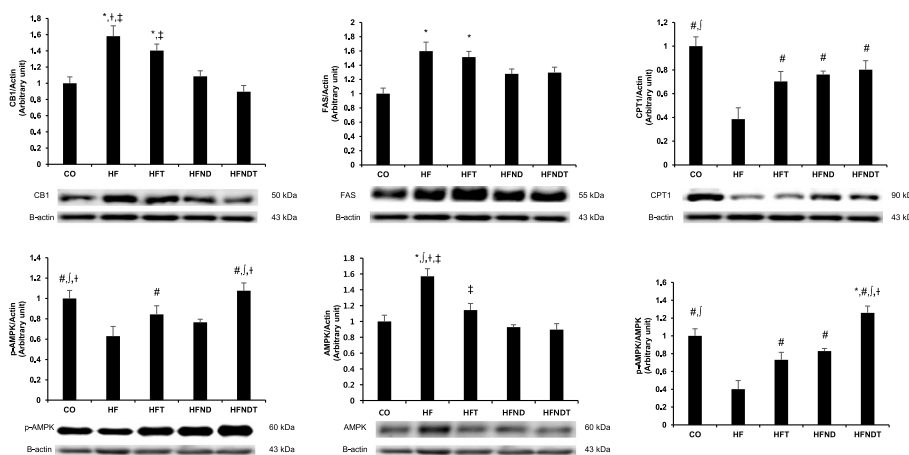 CB1/Actin
(Arbitrary unit)
1.8
1.6
1.4
1.2
1
0.8
0.6
0.4
0.2
0
*,ƚ,‡
*,‡
CO HF HFT HFND HFNDT
CB1 50 kDa
B-actin 43 kDa
FAS/Actin
(Arbitrary unit)
2
1.8
1.6
1.4
1.2
1
0.8
0.6
0.4
0.2
0
* *
CO HF HFT HFND HFNDT
FAS 55 kDa
B-actin 43 kDa
CPT1/Actin
(Arbitrary unit)
1.2
1
0.8
0.6
0.4
0.2
0
#,ʃ
# # #
CO HF HFT HFND HFNDT
CPT1 90 kD
B-actin 43 kD
p-AMPK/Actin
(Arbitrary unit)
1.4
1.2
1
0.8
0.6
0.4
0.2
0
#,ʃ,ƚ
#
#,ʃ,ƚ
CO HF HFT HFND HFNDT
p-AMPK 60 kDa
B-actin 43 kDa
AMPK/Actin
(Arbitrary unit)
1.8
1.6
1.4
1.2
1
0.8
0.6
0.4
0.2
0
*,ʃ,ƚ,‡
‡
CO HF HFT HFND HFNDT
AMPK 60 kDa
B-actin 43 kDa
p-AMPK/AMPK
(Arbitrary unit)
1.6
1.4
1.2
1
0.8
0.6
0.4
0.2
0
#,ʃ
# #
*,#,ʃ,ƚ
CO HF HFT HFND HFNDT